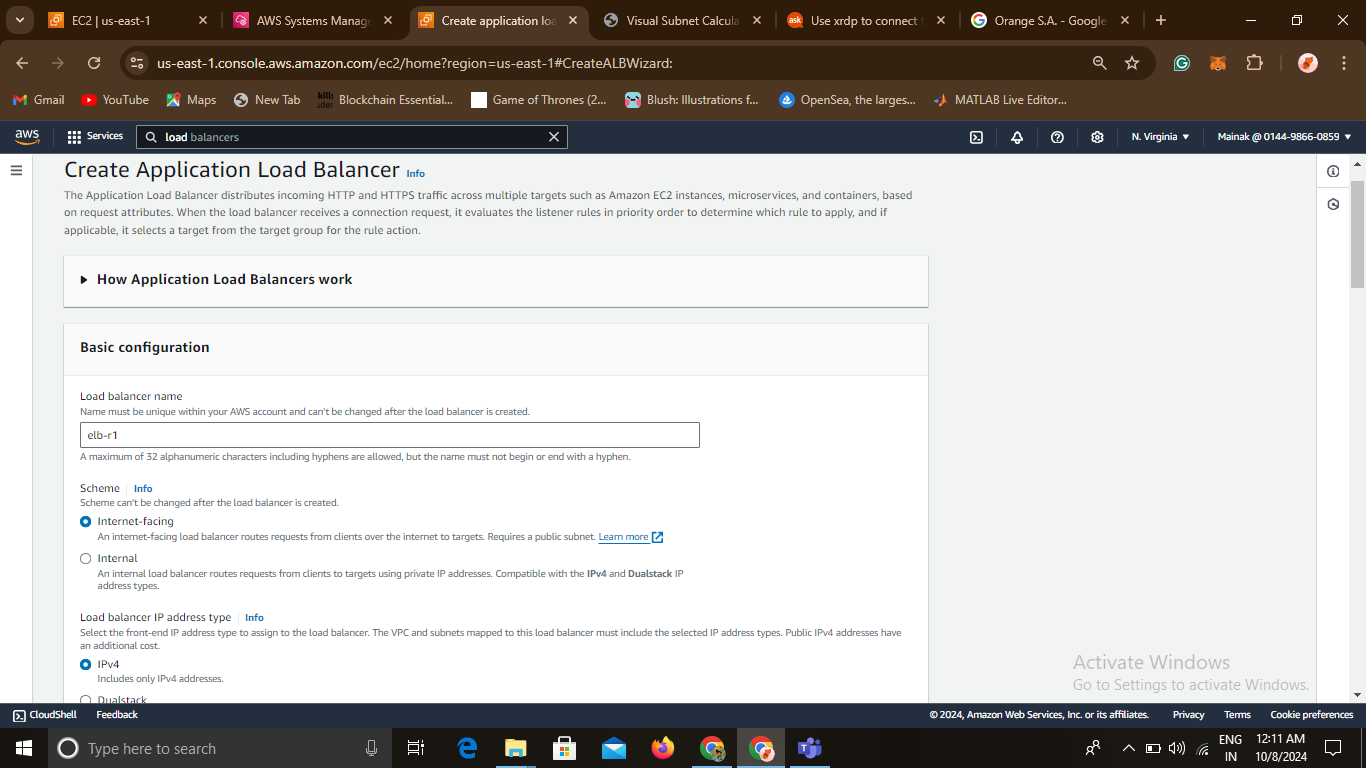 EC2 | us-east-1
AWS Systems Manag
Create application loa
Visual Subnet Calcula
Use xrdp to connect t
Orange S.A. - Google
us-east-1.console.aws.amazon.com/ec2/home?region=us-east-1#CreateALBWizard:
Gmail
YouTube
Maps
New Tab
Blockchain Essential...
Game of Thrones (2...
Blush: Illustrations f...
OpenSea, the larges...
MATLAB Live Editor...
aws
Services
load balancers
N. Virginia
Mainak @ 0144-9866-0859
Create Application Load Balancer Info
The Application Load Balancer distributes incoming HTTP and HTTPS traffic across multiple targets such as Amazon EC2 instances, microservices, and containers, based
on request attributes. When the load balancer receives a connection request, it evaluates the listener rules in priority order to determine which rule to apply, and if
applicable, it selects a target from the target group for the rule action.
How Application Load Balancers work
Basic configuration
Load balancer name
Name must be unique within your AWS account and can't be changed after the load balancer is created.
elb-r1
A maximum of 32 alphanumeric characters including hyphens are allowed, but the name must not begin or end with a hyphen.
Scheme Info
Scheme can't be changed after the load balancer is created.
Internet-facing
An internet-facing load balancer routes requests from clients over the internet to targets. Requires a public subnet. Learn more
Internal
An internal load balancer routes requests from clients to targets using private IP addresses. Compatible with the IPv4 and Dualstack IP
address types.
Load balancer IP address type Info
Select the front-end IP address type to assign to the load balancer. The VPC and subnets mapped to this load balancer must include the selected IP address types. Public IPv4 addresses have
an additional cost.
IPv4
Includes only IPv4 addresses.
Dualstack
Activate Windows
Go to Settings to activate Windows.
CloudShell
Feedback
© 2024, Amazon Web Services, Inc. or its affiliates.
Privacy
Terms
Cookie preferences
Type here to search
ENG
IN
12:11 AM
10/8/2024